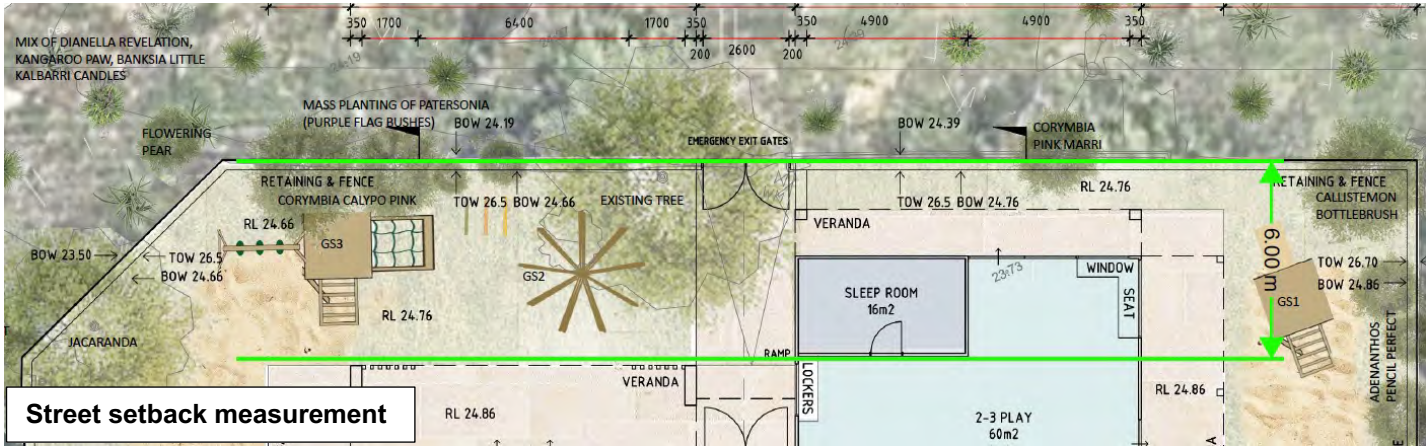 350 1700 6400 1700 350 350 4900 4900 350
200 2600 200
MIX OF DIANELLA REVELATION,
KANGAROO PAW, BANKSIA LITTLE
KALBARRI CANDLES
24-19
24-39
MASS PLANTING OF PATERSONIA
(PURPLE FLAG BUSHES)
BOW 24.19
BOW 24.39
FLOWERING
PEAR
EMERGENCY EXIT GATES
CORYMBIA
PINK MARRI
RETAINING & FENCE
CORYMBIA CALYPO PINK
TOW 26.5 BOW 24.66
EXISTING TREE
TOW 26.5 BOW 24.76
RL 24.76
RETAINING & FENCE
CALLISTEMON
BOTTLEBRUSH
RL 24.66
GS3
VERANDA
6.00 m
BOW 23.50
TOW 26.5
BOW 24.66
GS2
23-73
WINDOW
SEAT
SLEEP ROOM
16m2
GS1
TOW 26.70
BOW 24.86
RL 24.76
JACARANDA
RAMP
LOCKERS
ADENANTHOS
PENCIL PERFECT
VERANDA
RL 24.86
RL 24.86
2-3 PLAY
60m2
Street setback measurement